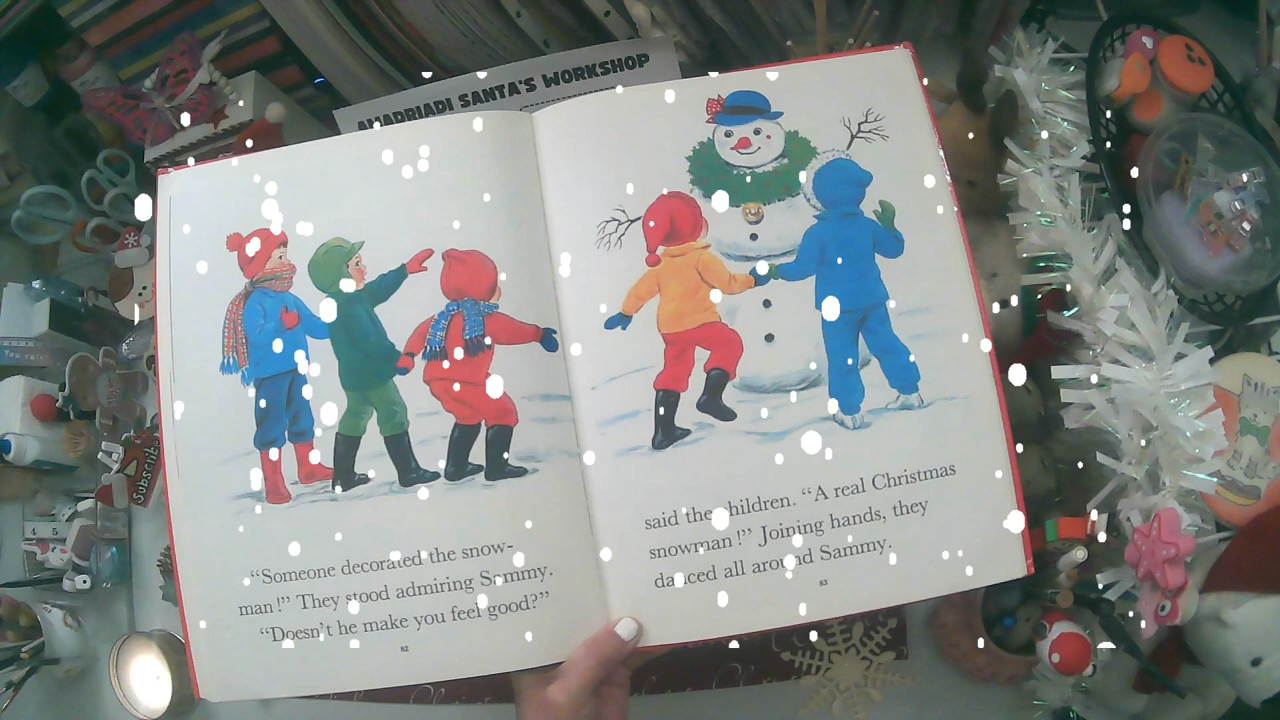 AMADRIADI SANTA'S WORKSHOP
"Someone decorated the snow-
man!" They stood admiring Sammy.
"Doesn't he make you feel good?"
82
said the children. "A real Christmas
snowman!" Joining hands, they
danced all around Sammy.
83
Subscrib